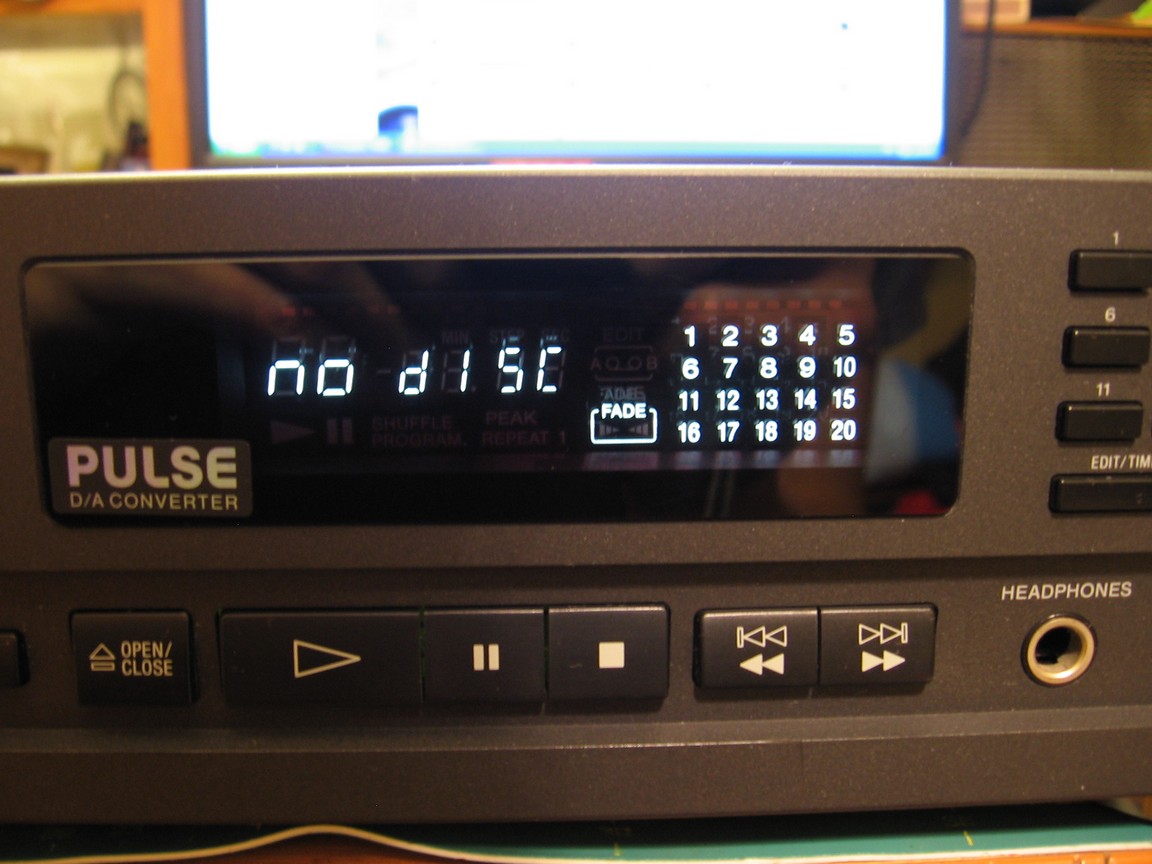 1
6
11
EDIT/TIM
MIN STEP SEC
EDIT
1 2 3 4 5
no dISC
A B
6 7 8 9 10
11 12 13 14 15
FADE
SHUFFLE PEAK
PROGRAM. REPEAT 1
16 17 18 19 20
PULSE
D/A CONVERTER
HEADPHONES
OPEN/
CLOSE